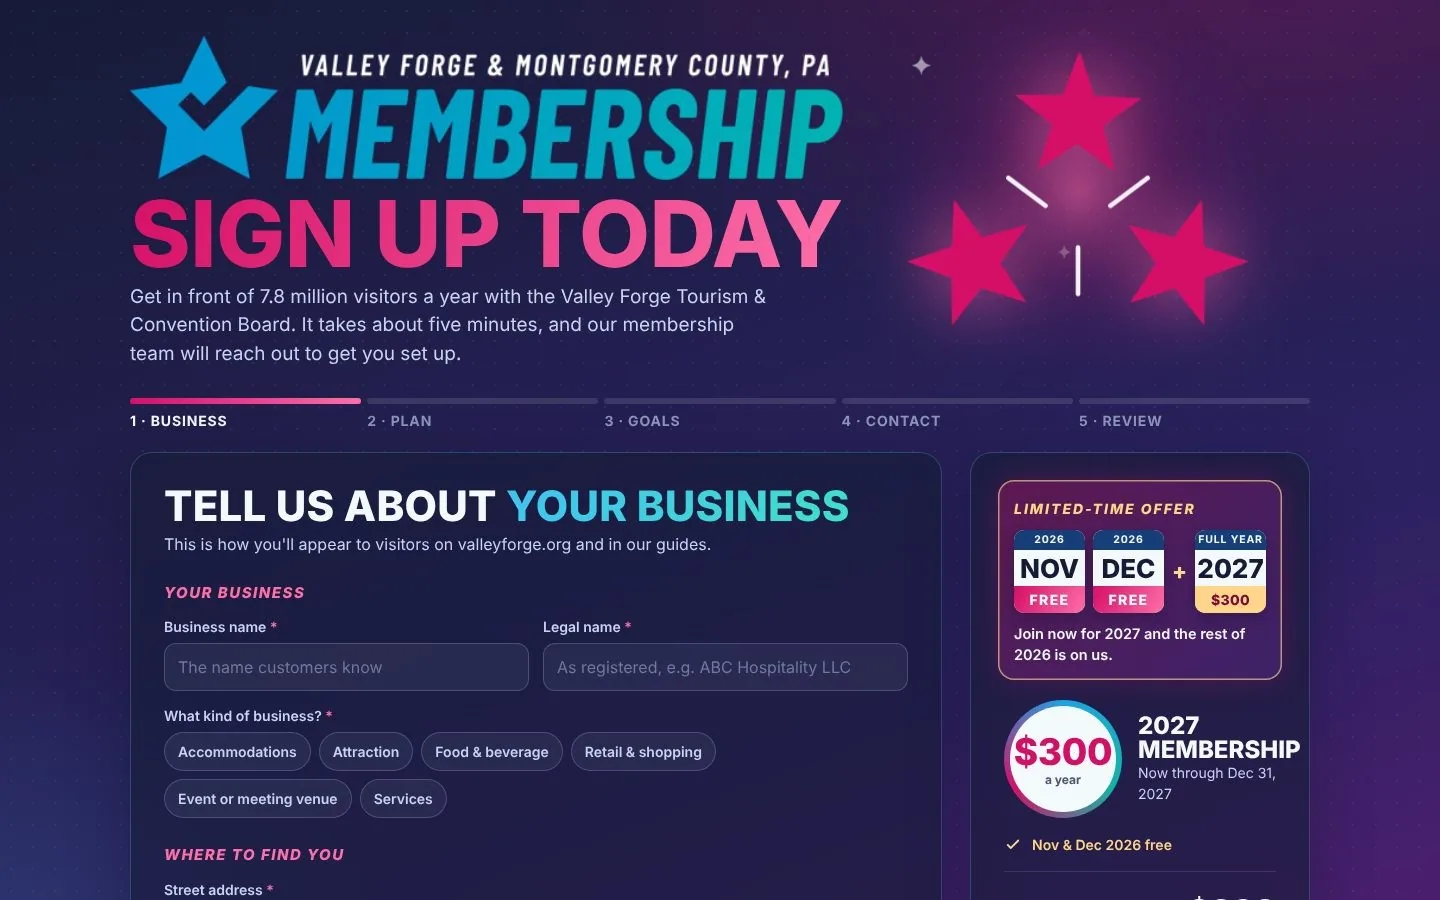 VALLEY FORGE & MONTGOMERY COUNTY, PA
MEMBERSHIP
SIGN UP TODAY
Get in front of 7.8 million visitors a year with the Valley Forge Tourism &
Convention Board. It takes about five minutes, and our membership
team will reach out to get you set up.
1 · BUSINESS
2 · PLAN
3 · GOALS
4 · CONTACT
5 · REVIEW
TELL US ABOUT YOUR BUSINESS
This is how you'll appear to visitors on valleyforge.org and in our guides.
YOUR BUSINESS
Business name *
Legal name *
The name customers know
As registered, e.g. ABC Hospitality LLC
What kind of business? *
Accommodations
Attraction
Food & beverage
Retail & shopping
Event or meeting venue
Services
WHERE TO FIND YOU
Street address *
LIMITED-TIME OFFER
2026
NOV
FREE
2026
DEC
FREE
+
FULL YEAR
2027
$300
Join now for 2027 and the rest of
2026 is on us.
$300
a year
2027
MEMBERSHIP
Now through Dec 31,
2027
Nov & Dec 2026 free